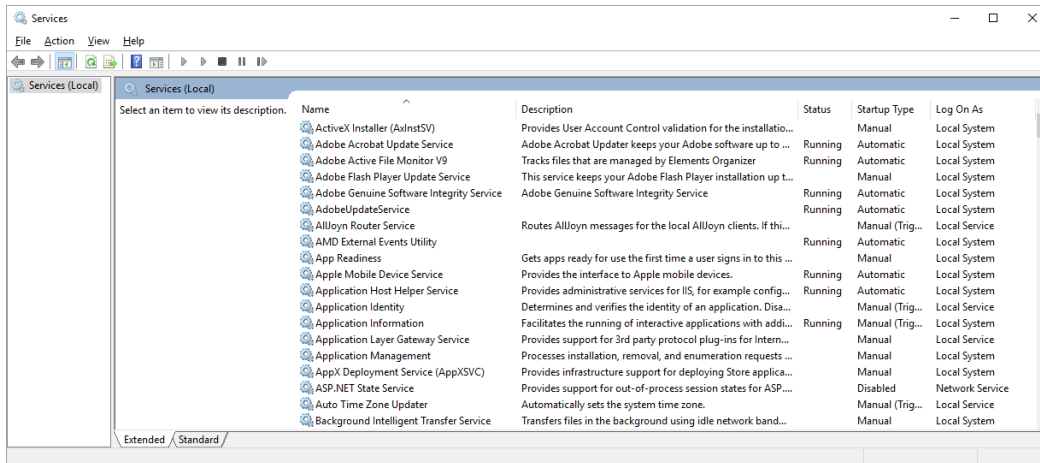 Services
File Action View Help
Services (Local)
Services (Local)
Select an item to view its description.
Name Description Status Startup Type Log On As
ActiveX Installer (AxInstSV) Provides User Account Control validation for the installatio... Manual Local System
Adobe Acrobat Update Service Adobe Acrobat Updater keeps your Adobe software up to ... Running Automatic Local System
Adobe Active File Monitor V9 Tracks files that are managed by Elements Organizer Running Automatic Local System
Adobe Flash Player Update Service This service keeps your Adobe Flash Player installation up t... Manual Local System
Adobe Genuine Software Integrity Service Adobe Genuine Software Integrity Service Running Automatic Local System
AdobeUpdateService Running Automatic Local System
AllJoyn Router Service Routes AllJoyn messages for the local AllJoyn clients. If thi... Manual (Trig... Local Service
AMD External Events Utility Running Automatic Local System
App Readiness Gets apps ready for use the first time a user signs in to this ... Manual Local System
Apple Mobile Device Service Provides the interface to Apple mobile devices. Running Automatic Local System
Application Host Helper Service Provides administrative services for IIS, for example config... Running Automatic Local System
Application Identity Determines and verifies the identity of an application. Disa... Manual (Trig... Local Service
Application Information Facilitates the running of interactive applications with addi... Running Manual (Trig... Local System
Application Layer Gateway Service Provides support for 3rd party protocol plug-ins for Intern... Manual Local Service
Application Management Processes installation, removal, and enumeration requests ... Manual Local System
AppX Deployment Service (AppXSVC) Provides infrastructure support for deploying Store applica... Manual Local System
ASP.NET State Service Provides support for out-of-process session states for ASP.... Disabled Network Service
Auto Time Zone Updater Automatically sets the system time zone. Manual (Trig... Local Service
Background Intelligent Transfer Service Transfers files in the background using idle network band... Manual Local System
Extended Standard